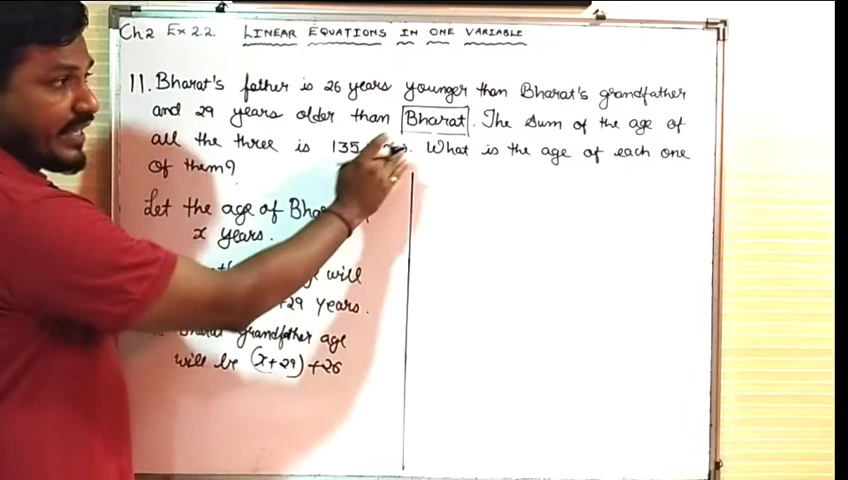 Ch2 Ex 2.2. LINEAR EQUATIONS IN ONE VARIABLE
11. Bharat's father is 26 years younger than Bharat's grandfather
and 29 years older than Bharat. The sum of the age of
all the three is 135. What is the age of each one
of them?
Let the age of
x years.
will
+29 years.
grandfather age
will be (x+29)+26